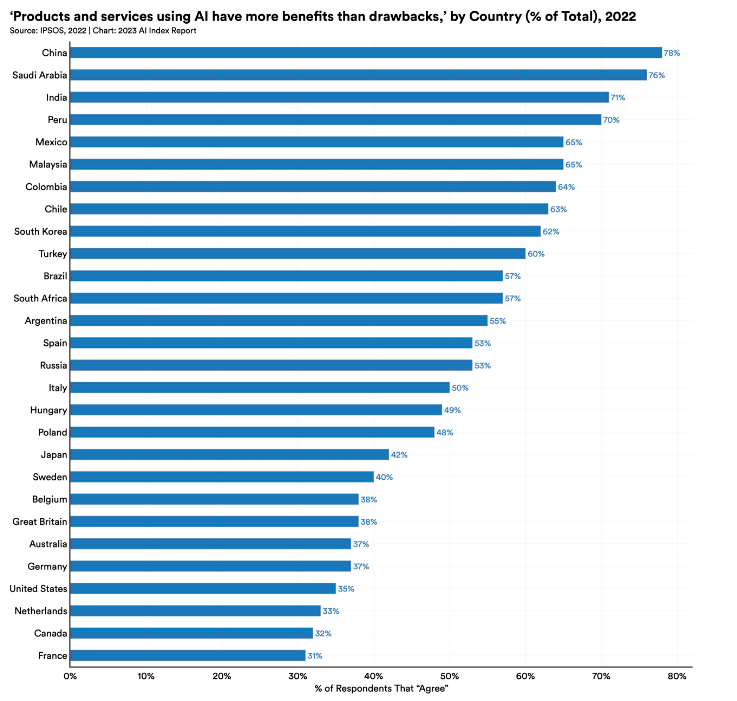 ‘Products and services using AI have more benefits than drawbacks,’ by Country (% of Total), 2022
Source: IPSOS, 2022 | Chart: 2023 AI Index Report
China 78%
Saudi Arabia 76%
India 71%
Peru 70%
Mexico 65%
Malaysia 65%
Colombia 64%
Chile 63%
South Korea 62%
Turkey 60%
Brazil 57%
South Africa 57%
Argentina 55%
Spain 53%
Russia 53%
Italy 50%
Hungary 49%
Poland 48%
Japan 42%
Sweden 40%
Belgium 38%
Great Britain 38%
Australia 37%
Germany 37%
United States 35%
Netherlands 33%
Canada 32%
France 31%
0% 10% 20% 30% 40% 50% 60% 70% 80%
% of Respondents That “Agree”